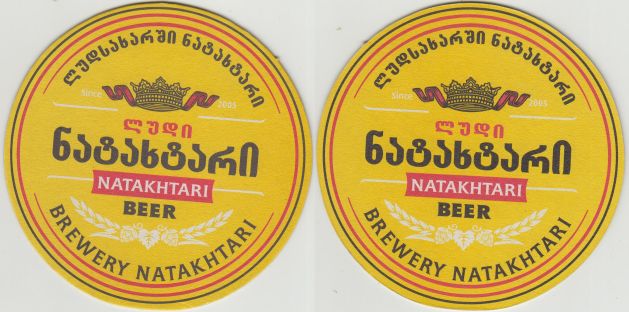 ლუდსახარში ნატახტარი
Since 2005
ლუდი
ნატახტარი
NATAKHTARI
BEER
BREWERY NATAKHTARI
ლუდსახარში ნატახტარი
Since 2005
ლუდი
ნატახტარი
NATAKHTARI
BEER
BREWERY NATAKHTARI